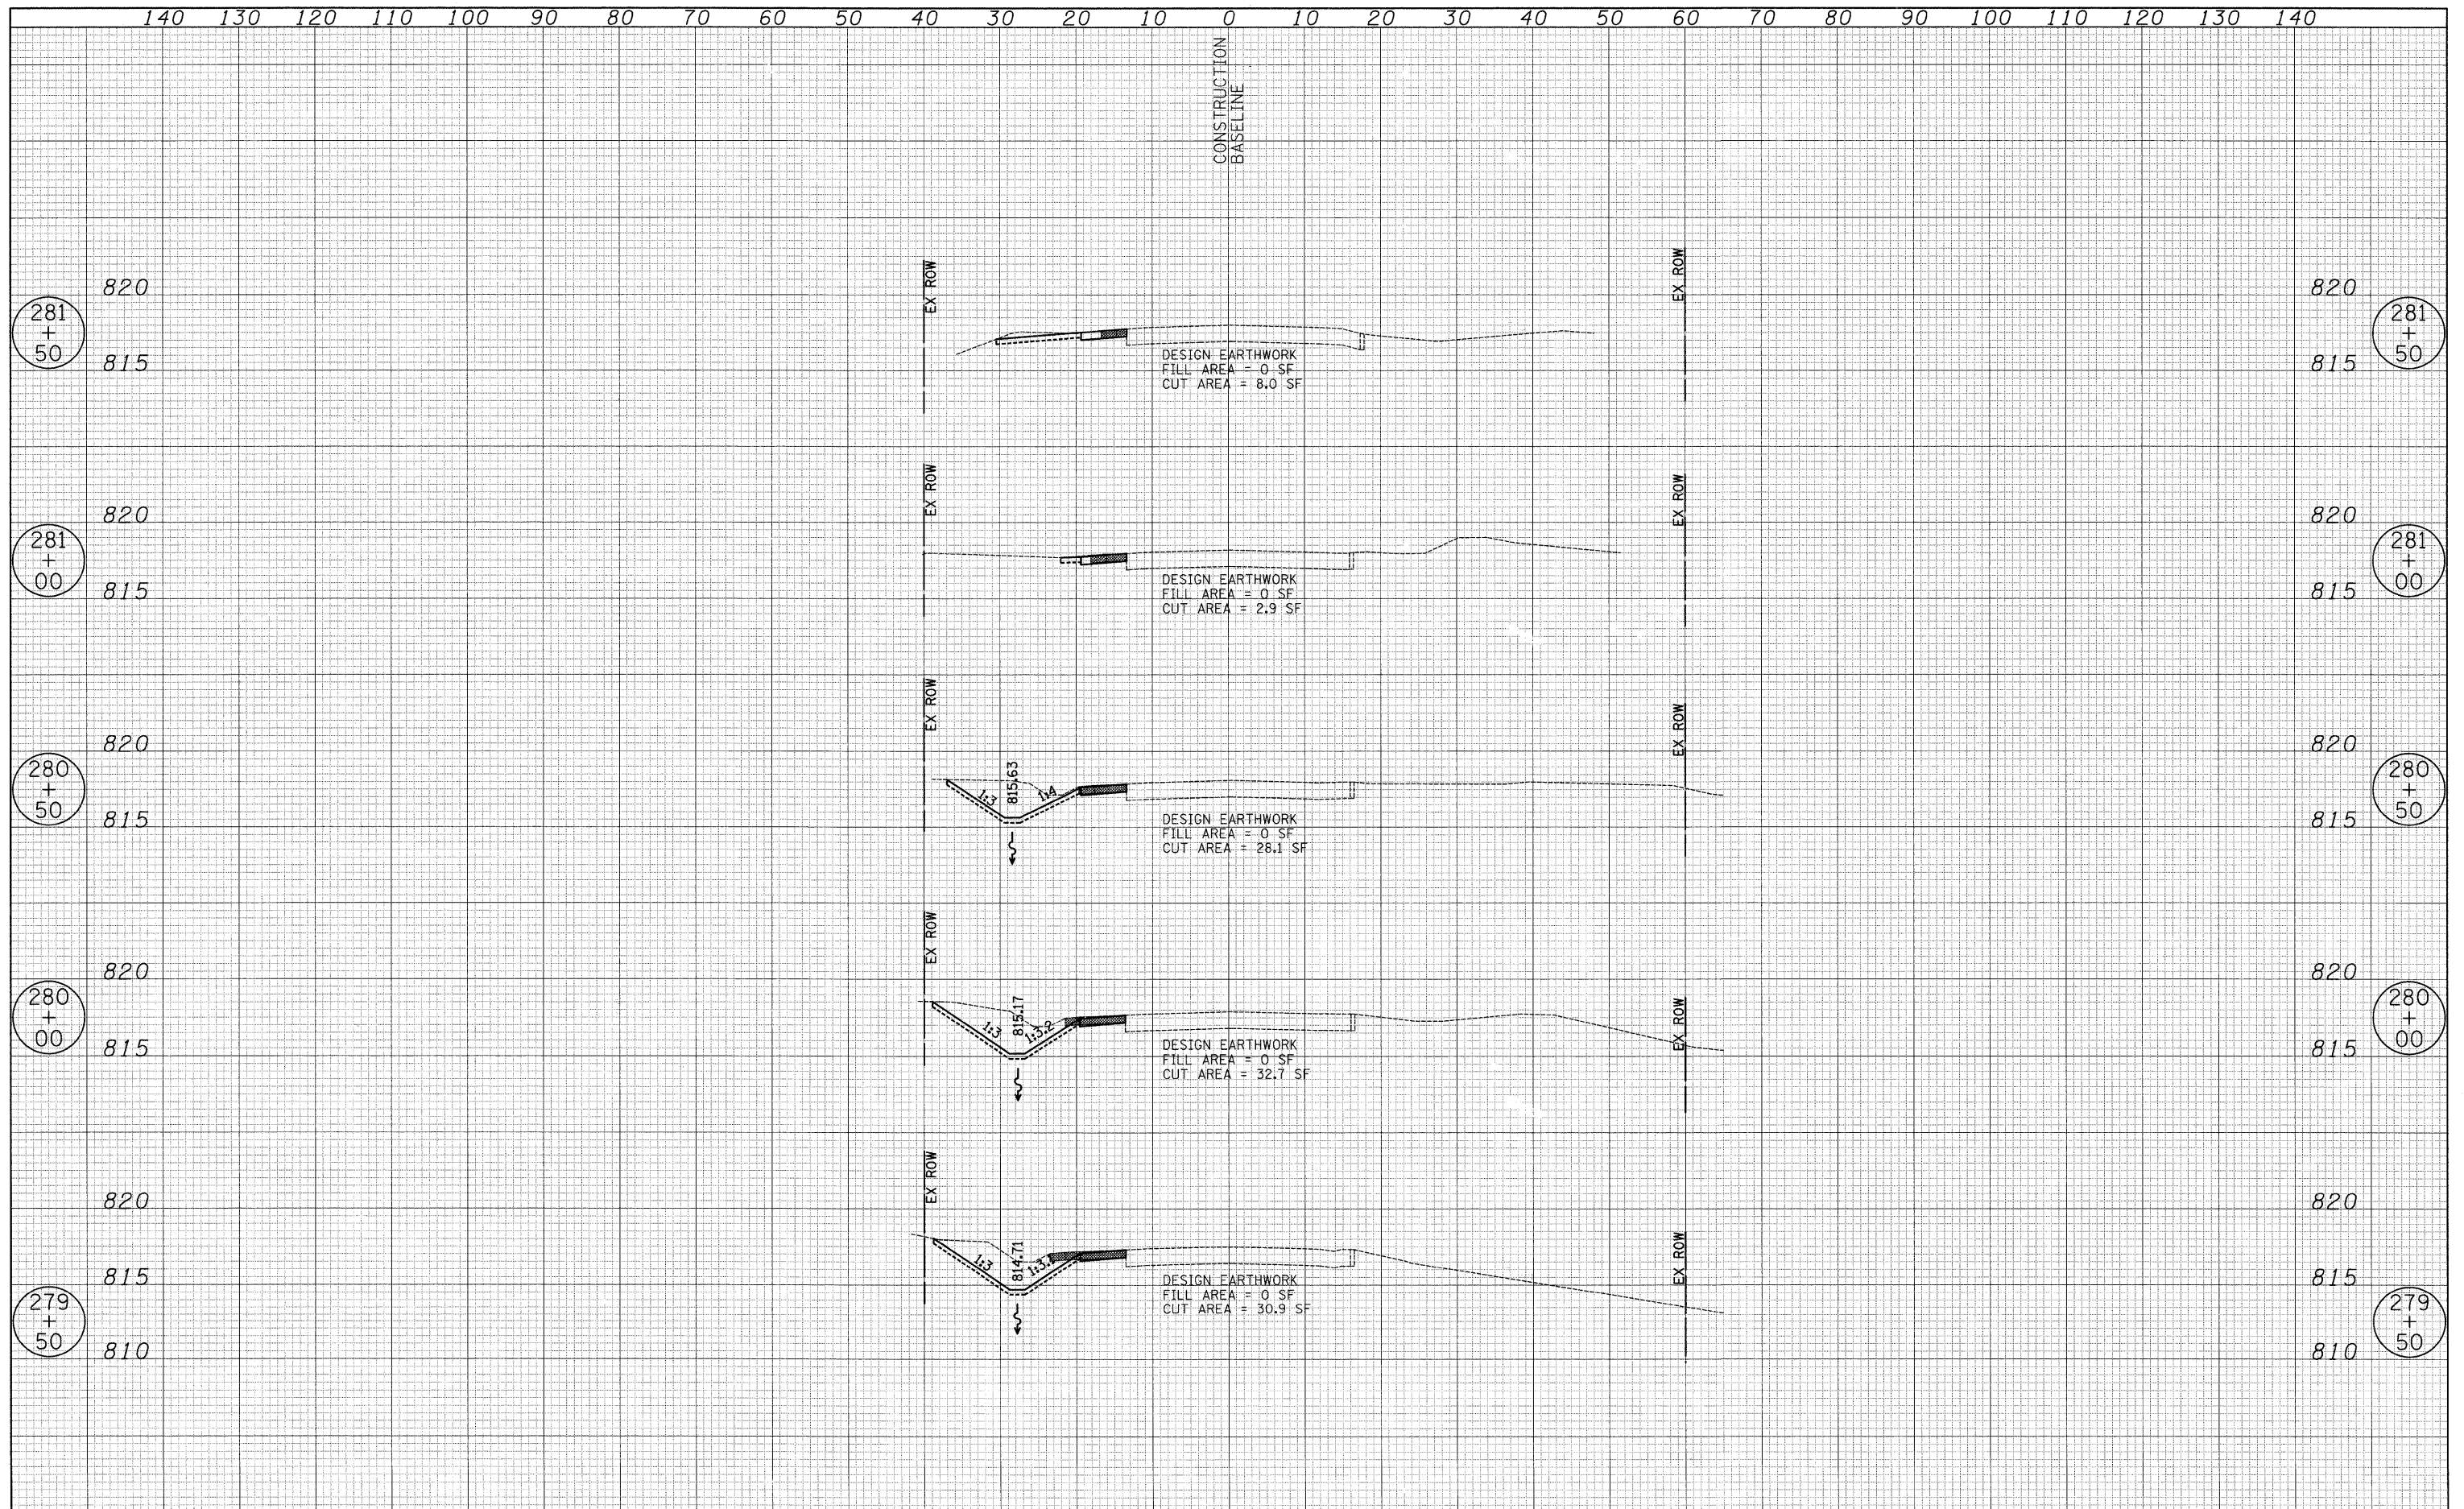 140 130 120 110 100 90 80 70 60 50 40 30 20 10 0 10 20 30 40 50 60 70 80 90 100 110 120 130 140
CONSTRUCTION
BASELINE
EX ROW
EX ROW
820
820
281
+
50
281
+
50
815
815
DESIGN EARTHWORK
FILL AREA = 0 SF
CUT AREA = 8.0 SF
EX ROW
EX ROW
820
820
281
+
00
281
+
00
815
815
DESIGN EARTHWORK
FILL AREA = 0 SF
CUT AREA = 2.9 SF
EX ROW
EX ROW
820
820
280
+
50
280
+
50
1:3
815.63
1:4
815
815
DESIGN EARTHWORK
FILL AREA = 0 SF
CUT AREA = 28.1 SF
EX ROW
EX ROW
820
820
280
+
00
280
+
00
1:3
815.17
1:3.2
815
815
DESIGN EARTHWORK
FILL AREA = 0 SF
CUT AREA = 32.7 SF
EX ROW
EX ROW
820
820
1:3
814.71
815
815
DESIGN EARTHWORK
FILL AREA = 0 SF
CUT AREA = 30.9 SF
279
+
50
279
+
50
810
810